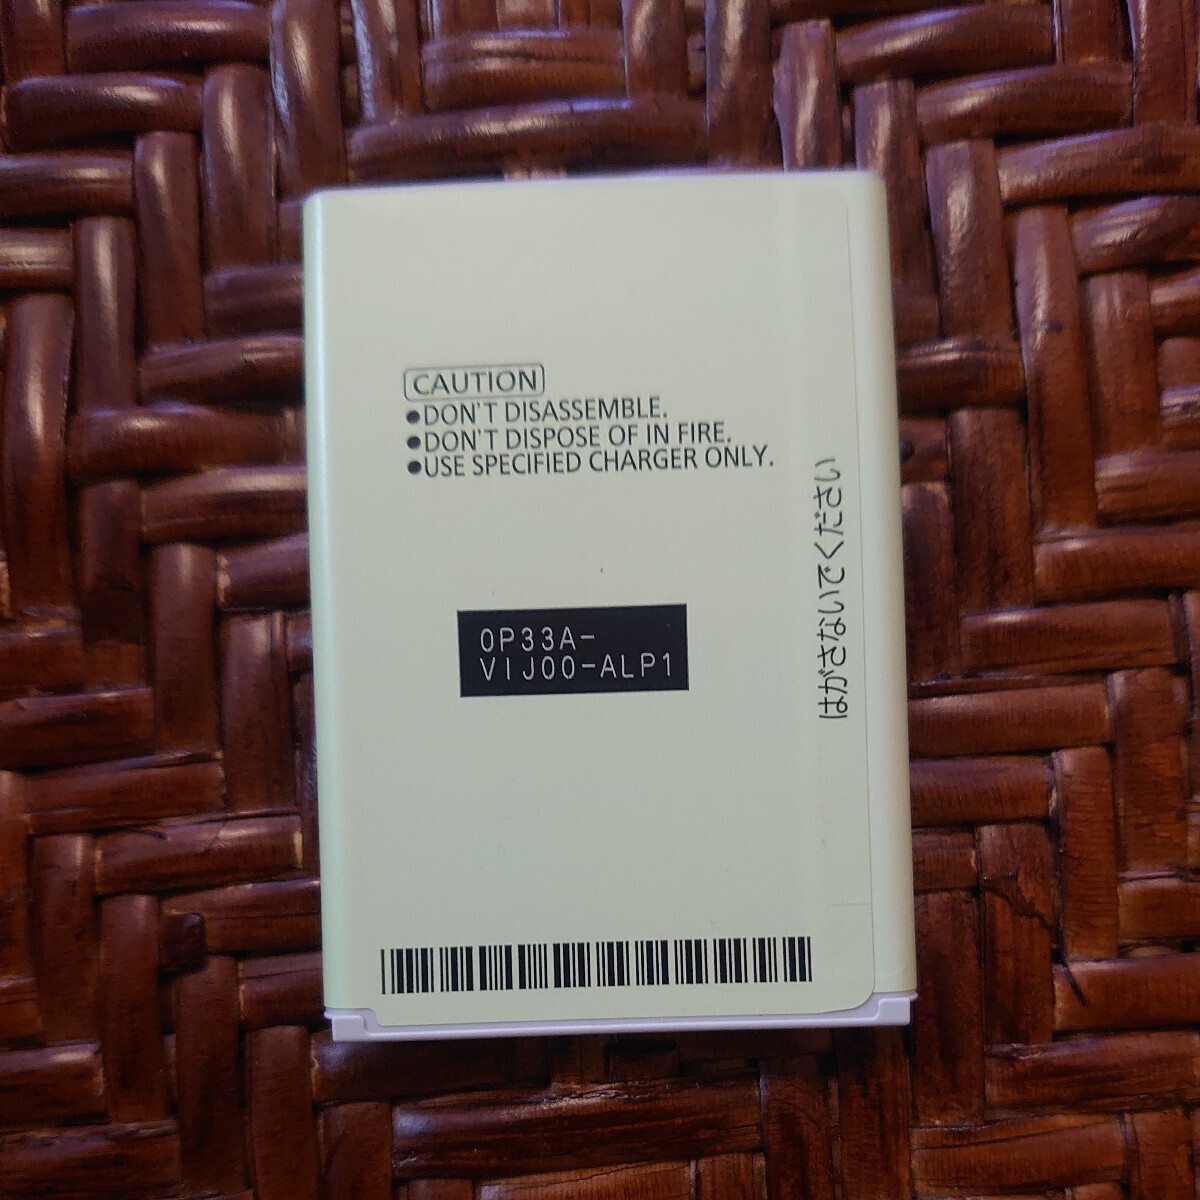 CAUTION
●DON'T DISASSEMBLE.
●DON'T DISPOSE OF IN FIRE.
●USE SPECIFIED CHARGER ONLY.
はがさないでください
0P33A-
VIJ00-ALP1